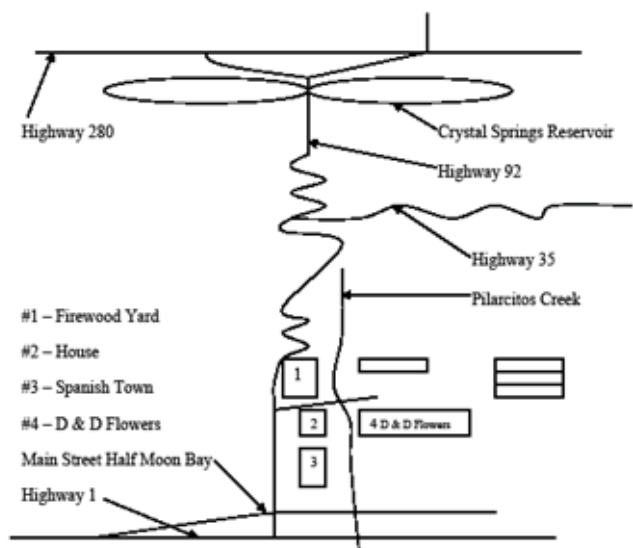 Highway 280
Crystal Springs Reservoir
Highway 92
Highway 35
Pilarcitos Creek
#1 – Firewood Yard
#2 – House
#3 – Spanish Town
#4 – D & D Flowers
1
2
4 D & D Flowers
3
Main Street Half Moon Bay
Highway 1